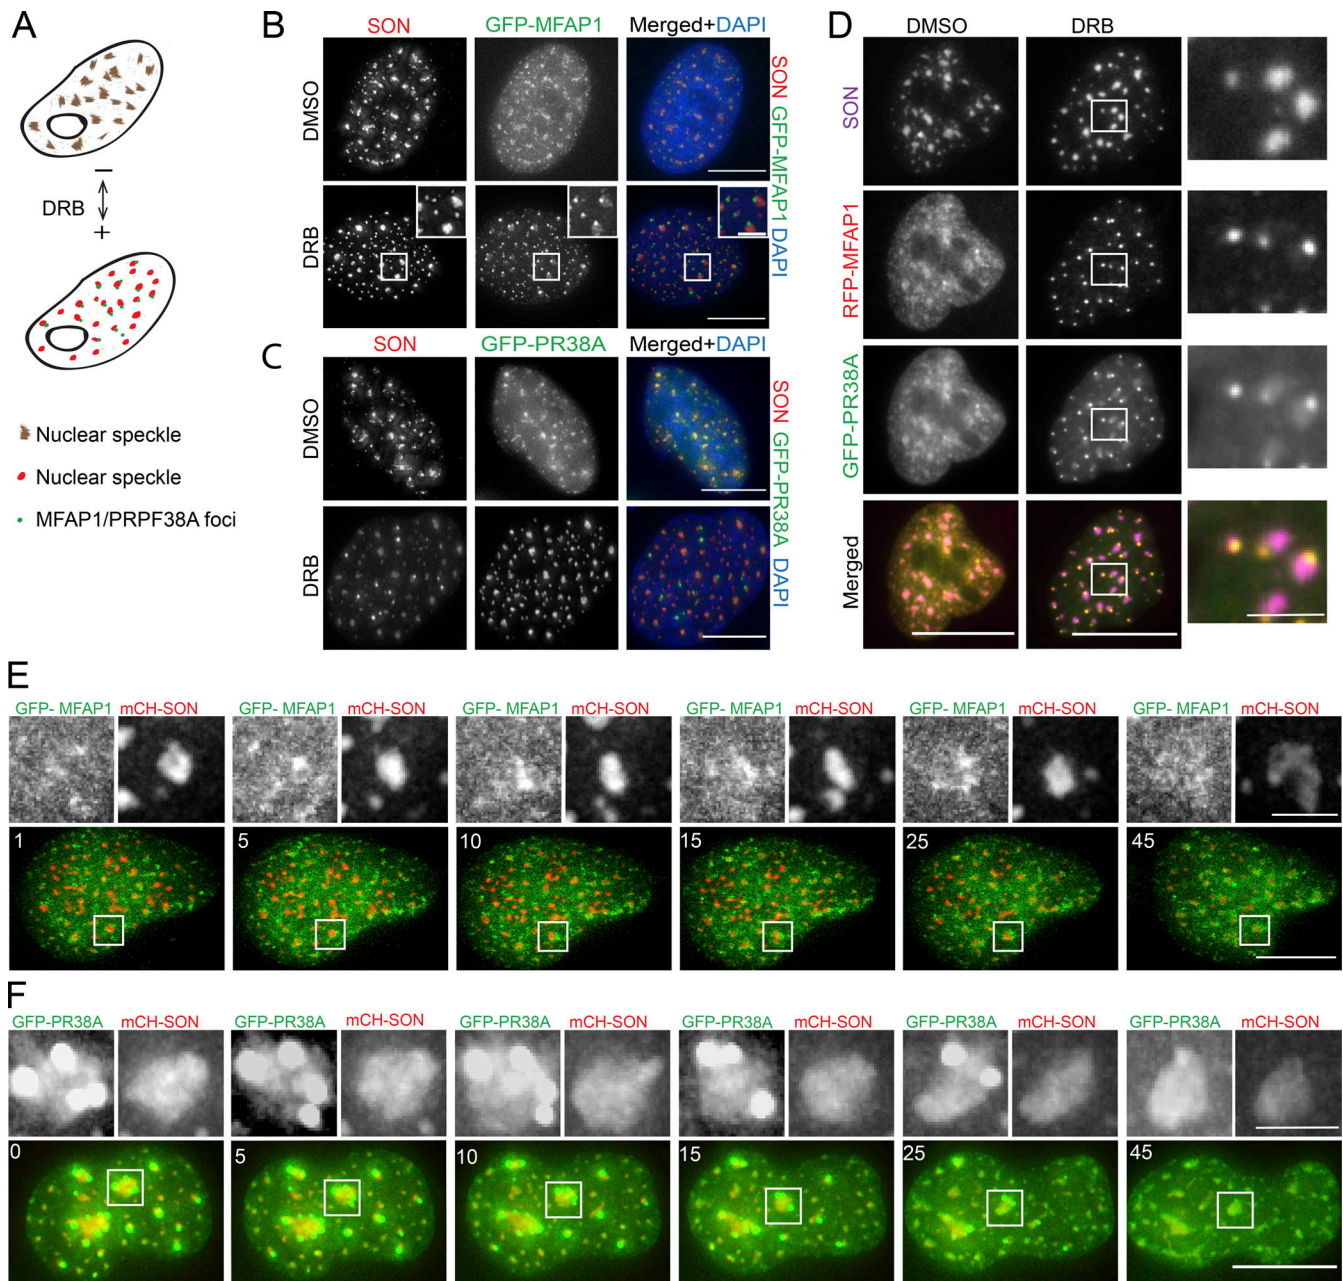 A
−
DRB
+
Nuclear speckle
Nuclear speckle
MFAP1/PRPF38A foci
B
SON GFP-MFAP1 Merged+DAPI
DMSO
DRB
SON GFP-MFAP1 DAPI
C
SON GFP-PR38A Merged+DAPI
DMSO
DRB
SON GFP-PR38A DAPI
D
DMSO DRB
SON
RFP-MFAP1
GFP-PR38A
Merged
E
GFP- MFAP1 mCH-SON GFP- MFAP1 mCH-SON GFP- MFAP1 mCH-SON GFP- MFAP1 mCH-SON GFP- MFAP1 mCH-SON GFP- MFAP1 mCH-SON
1 5 10 15 25 45
F
GFP-PR38A mCH-SON GFP-PR38A mCH-SON GFP-PR38A mCH-SON GFP-PR38A mCH-SON GFP-PR38A mCH-SON GFP-PR38A mCH-SON
0 5 10 15 25 45